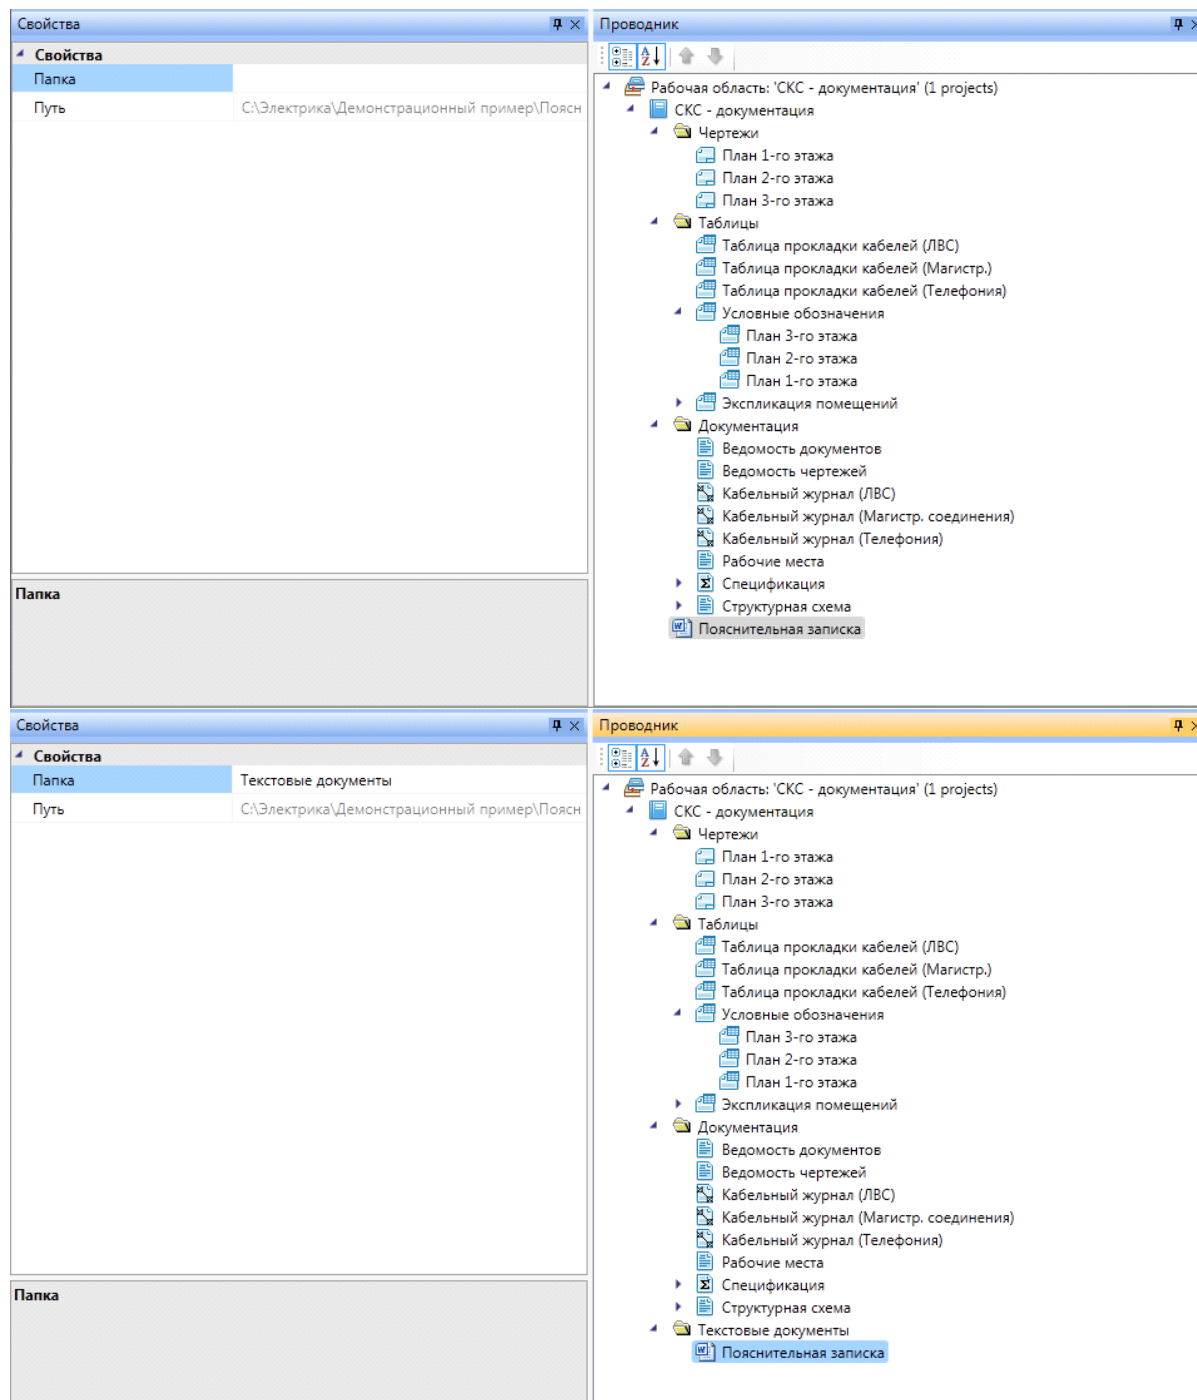 Свойства
Свойства
Папка
Путь C:\Электрика\Демонстрационный пример\Поясн
Папка
Проводник
Рабочая область: 'СКС - документация' (1 projects)
СКС - документация
Чертежи
План 1-го этажа
План 2-го этажа
План 3-го этажа
Таблицы
Таблица прокладки кабелей (ЛВС)
Таблица прокладки кабелей (Магистр.)
Таблица прокладки кабелей (Телефония)
Условные обозначения
План 3-го этажа
План 2-го этажа
План 1-го этажа
Экспликация помещений
Документация
Ведомость документов
Ведомость чертежей
Кабельный журнал (ЛВС)
Кабельный журнал (Магистр. соединения)
Кабельный журнал (Телефония)
Рабочие места
Спецификация
Структурная схема
Пояснительная записка
Свойства
Свойства
Папка Текстовые документы
Путь C:\Электрика\Демонстрационный пример\Поясн
Папка
Проводник
Рабочая область: 'СКС - документация' (1 projects)
СКС - документация
Чертежи
План 1-го этажа
План 2-го этажа
План 3-го этажа
Таблицы
Таблица прокладки кабелей (ЛВС)
Таблица прокладки кабелей (Магистр.)
Таблица прокладки кабелей (Телефония)
Условные обозначения
План 3-го этажа
План 2-го этажа
План 1-го этажа
Экспликация помещений
Документация
Ведомость документов
Ведомость чертежей
Кабельный журнал (ЛВС)
Кабельный журнал (Магистр. соединения)
Кабельный журнал (Телефония)
Рабочие места
Спецификация
Структурная схема
Текстовые документы
Пояснительная записка